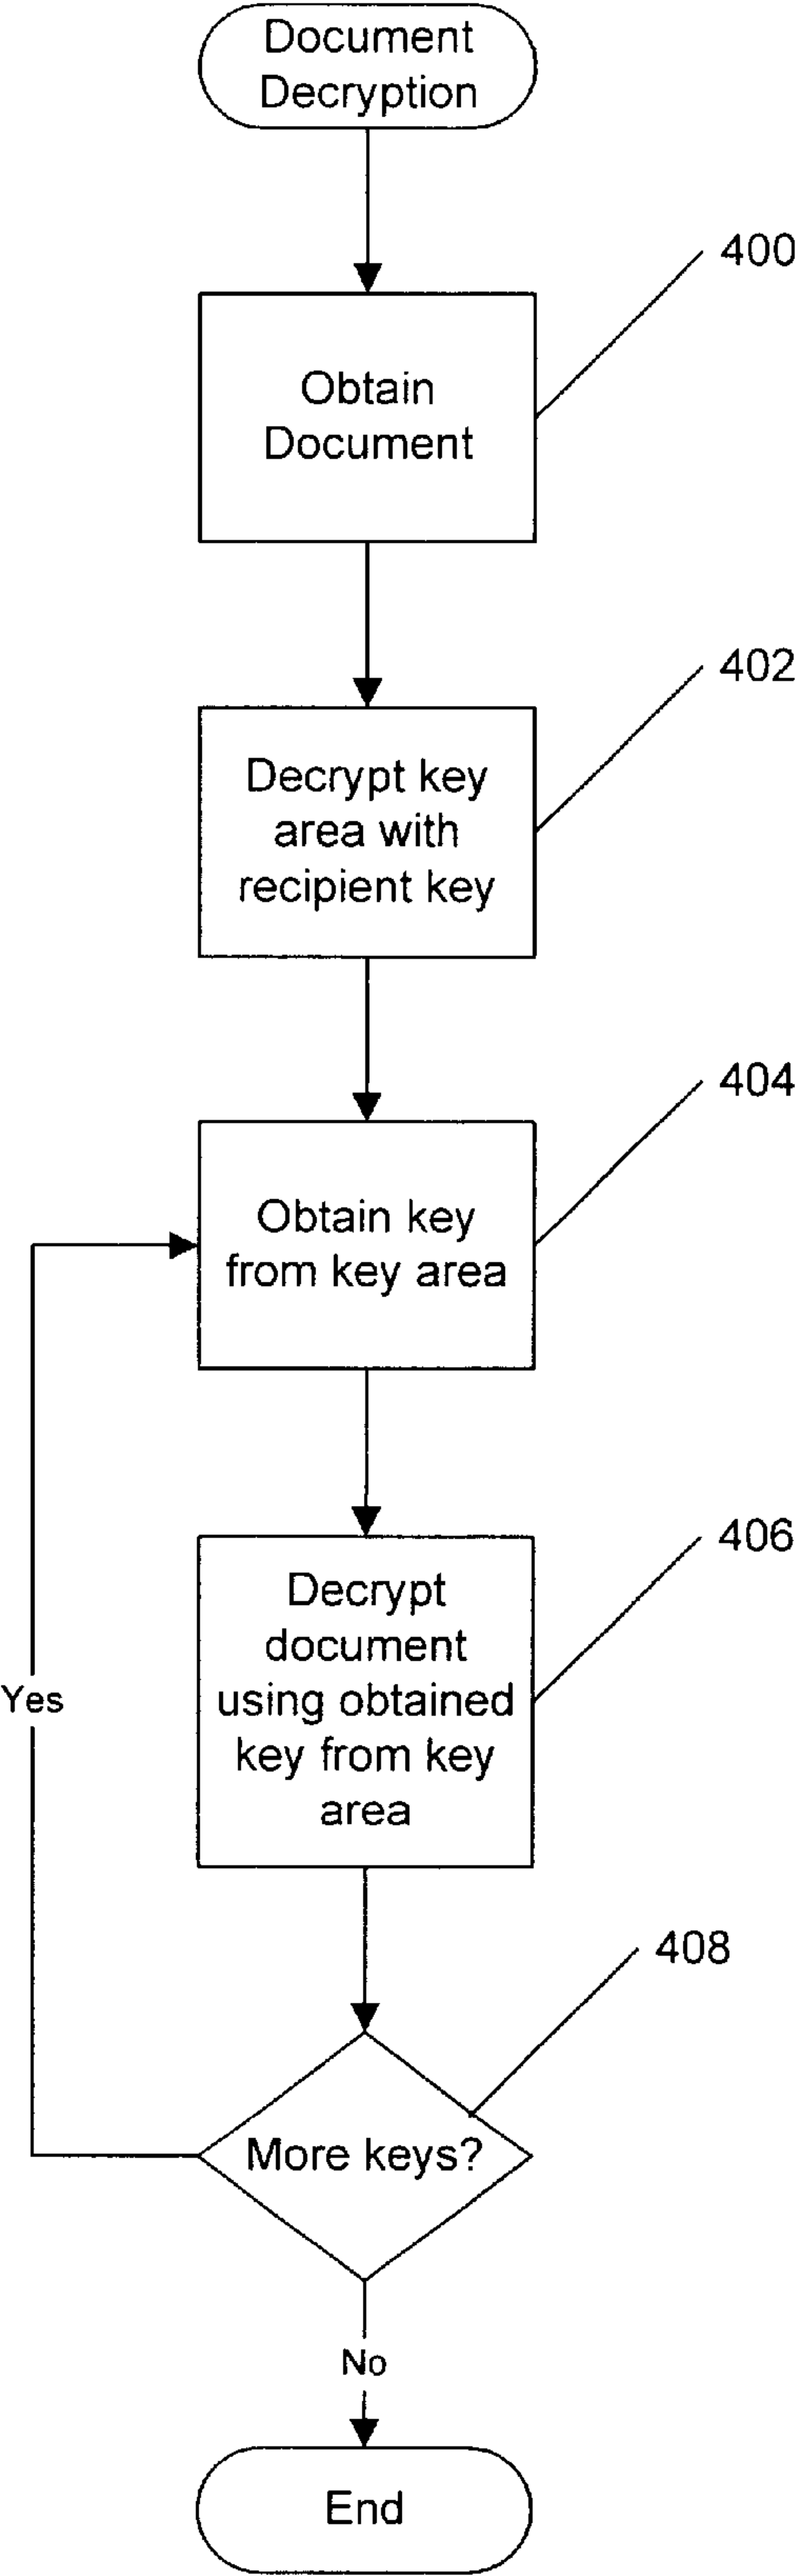 Document
Decryption
400
Obtain
Document
402
Decrypt key
area with
recipient key
404
Obtain key
from key area
406
Decrypt
document
using obtained
key from key
area
Yes
408
More keys?
No
End